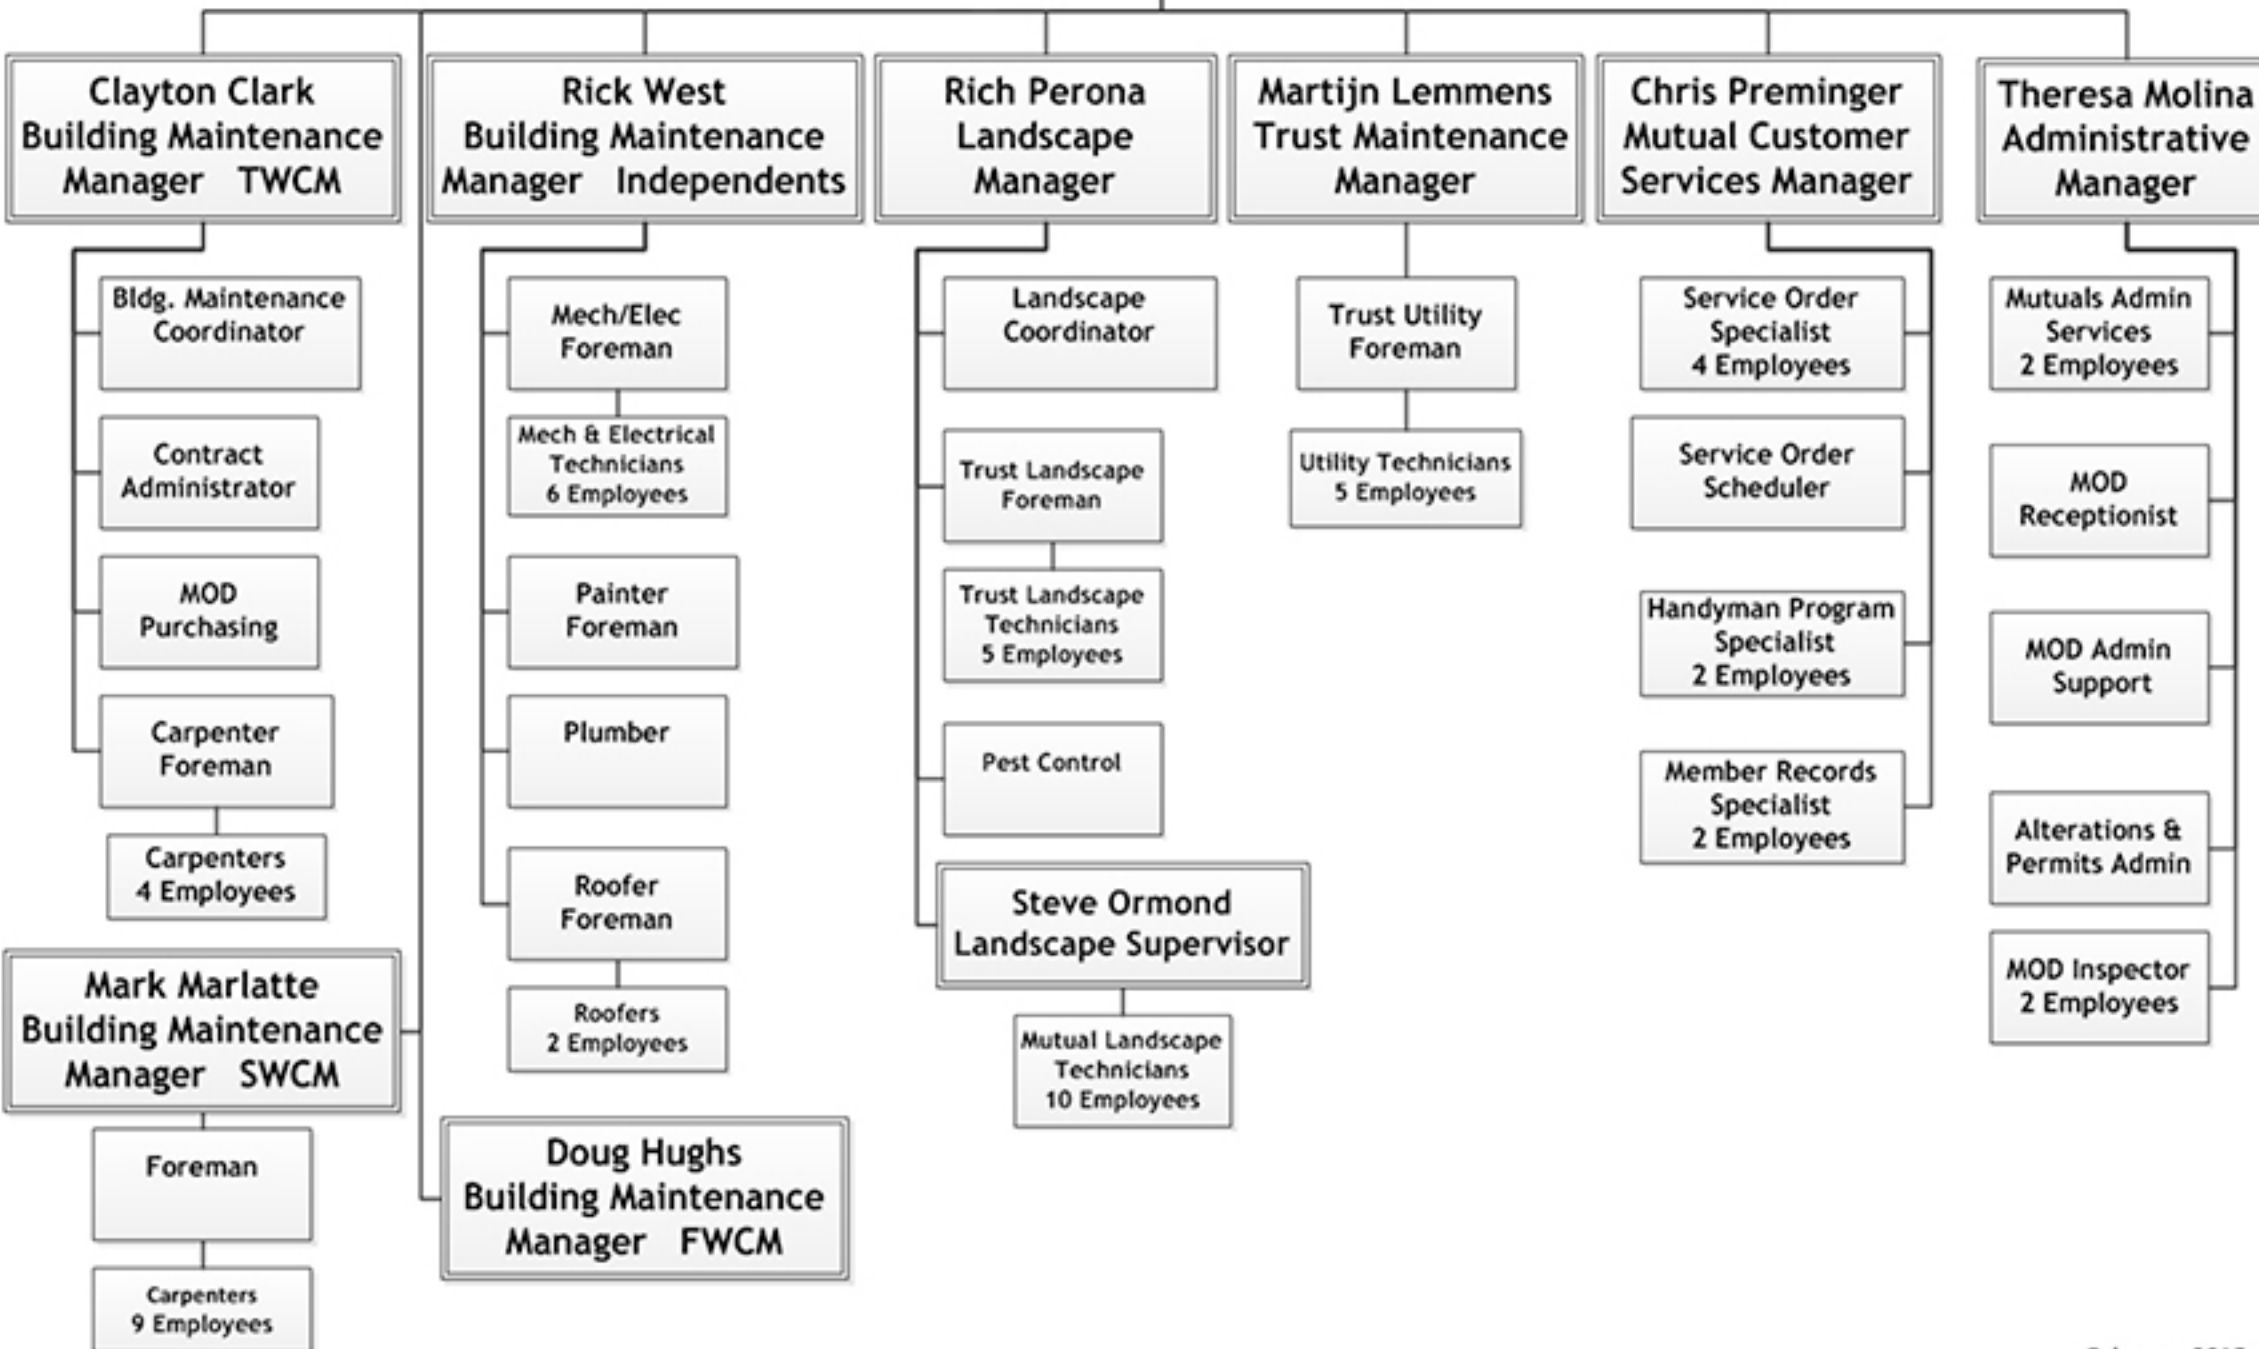 Clayton Clark
Building Maintenance
Manager TWCM
Rick West
Building Maintenance
Manager Independents
Rich Perona
Landscape
Manager
Martijn Lemmens
Trust Maintenance
Manager
Chris Preminger
Mutual Customer
Services Manager
Theresa Molina
Administrative
Manager
Bldg. Maintenance
Coordinator
Contract
Administrator
MOD
Purchasing
Carpenter
Foreman
Carpenters
4 Employees
Mark Marlatte
Building Maintenance
Manager SWCM
Foreman
Carpenters
9 Employees
Mech/Elec
Foreman
Mech & Electrical
Technicians
6 Employees
Painter
Foreman
Plumber
Roofer
Foreman
Roofers
2 Employees
Doug Hughs
Building Maintenance
Manager FWCM
Landscape
Coordinator
Trust Landscape
Foreman
Trust Landscape
Technicians
5 Employees
Pest Control
Steve Ormond
Landscape Supervisor
Mutual Landscape
Technicians
10 Employees
Trust Utility
Foreman
Utility Technicians
5 Employees
Service Order
Specialist
4 Employees
Service Order
Scheduler
Handyman Program
Specialist
2 Employees
Member Records
Specialist
2 Employees
Mutuals Admin
Services
2 Employees
MOD
Receptionist
MOD Admin
Support
Alterations &
Permits Admin
MOD Inspector
2 Employees